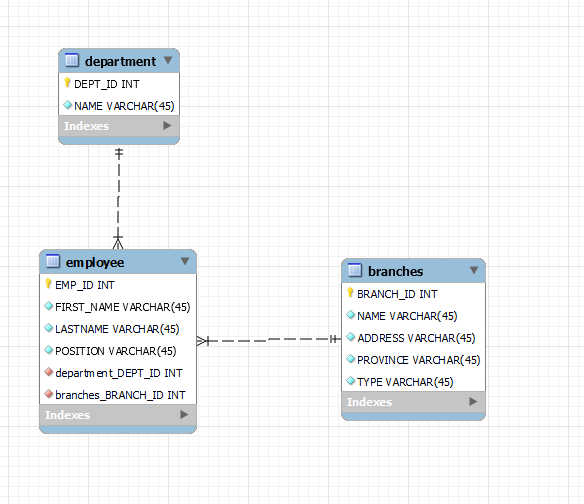 department
DEPT_ID INT
NAME VARCHAR(45)
Indexes
employee
EMP_ID INT
FIRST_NAME VARCHAR(45)
LASTNAME VARCHAR(45)
POSITION VARCHAR(45)
department_DEPT_ID INT
branches_BRANCH_ID INT
Indexes
branches
BRANCH_ID INT
NAME VARCHAR(45)
ADDRESS VARCHAR(45)
PROVINCE VARCHAR(45)
TYPE VARCHAR(45)
Indexes